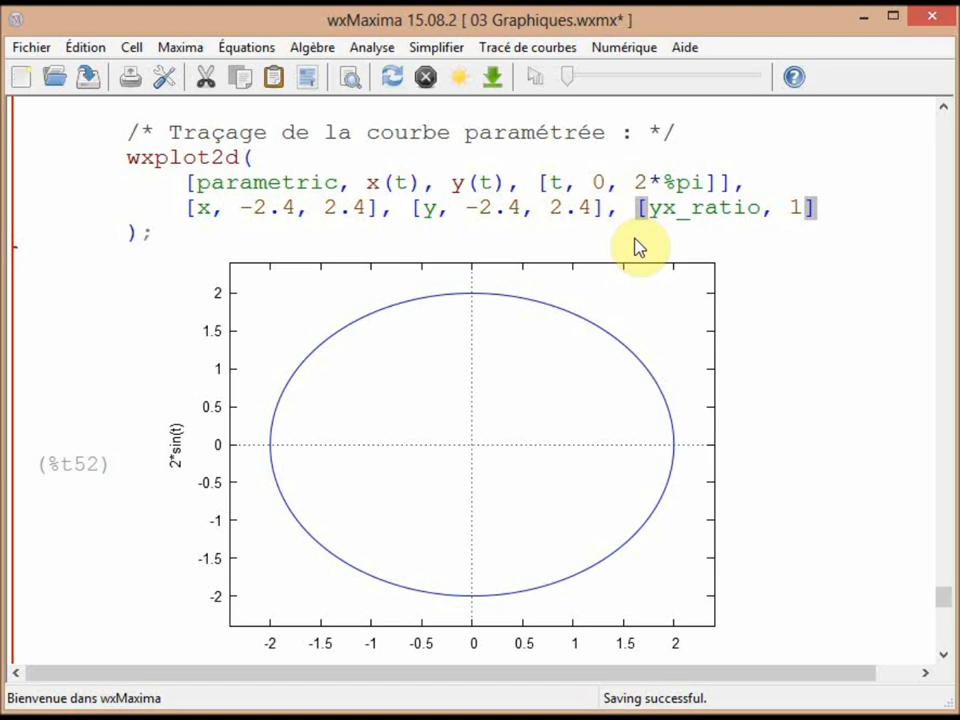 wxMaxima 15.08.2 [ 03 Graphiques.wxmx* ]
Fichier Édition Cell Maxima Équations Algèbre Analyse Simplifier Tracé de courbes Numérique Aide
/* Traçage de la courbe paramétrée : */
wxplot2d(
[parametric, x(t), y(t), [t, 0, 2*%pi]],
[x, -2.4, 2.4], [y, -2.4, 2.4], [yx_ratio, 1]
);
2
1.5
1
0.5
0
-0.5
-1
-1.5
-2
2*sin(t)
(%t52)
-2 -1.5 -1 -0.5 0 0.5 1 1.5 2
Bienvenue dans wxMaxima Saving successful.